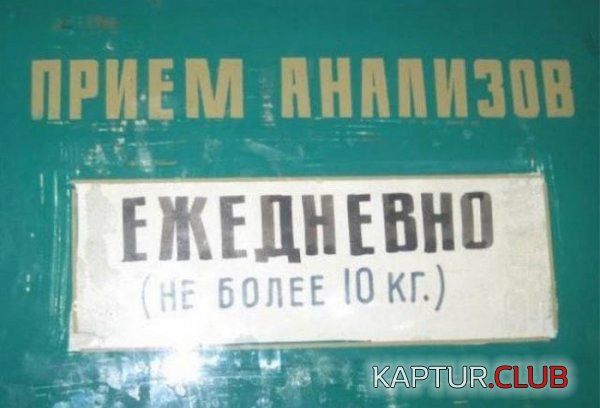 ПРИЕМ АНАЛИЗОВ
ЕЖЕДНЕВНО
(НЕ БОЛЕЕ 10 КГ.)
KAPTUR.CLUB